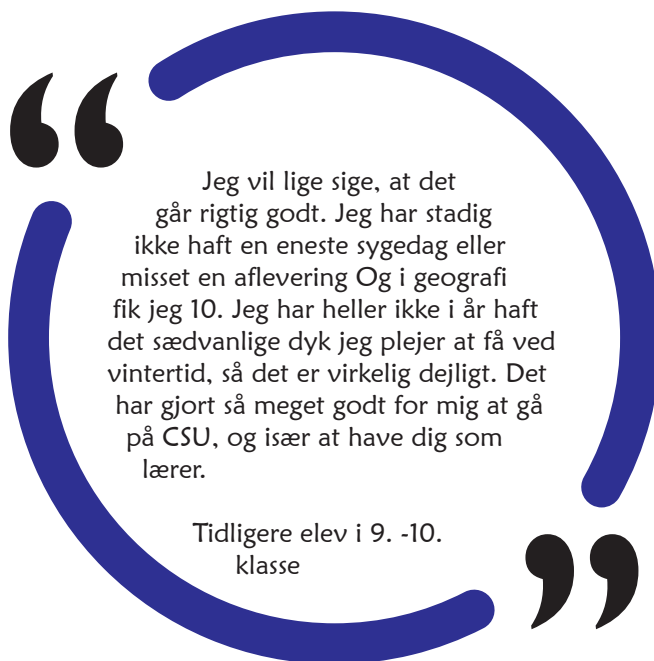 Jeg vil lige sige, at det
går rigtig godt. Jeg har stadig
ikke haft en eneste sygedag eller
misset en aflevering Og i geografi
fik jeg 10. Jeg har heller ikke i år haft
det sædvanlige dyk jeg plejer at få ved
vintertid, så det er virkelig dejligt. Det
har gjort så meget godt for mig at gå
på CSU, og især at have dig som
lærer.
Tidligere elev i 9. -10.
klasse